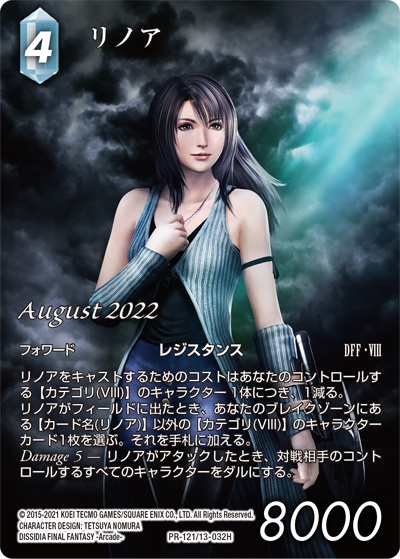 4
リノア
August 2022
フォワード レジスタンス DFF・VIII
リノアをキャストするためのコストはあなたのコントロールす
る【カテゴリ(VIII)】のキャラクター1体につき、1減る。
リノアがフィールドに出たとき、あなたのブレイクゾーンにあ
る【カード名(リノア)】以外の【カテゴリ(VIII)】のキャラクター
カード1枚を選ぶ。それを手札に加える。
Damage 5 — リノアがアタックしたとき、対戦相手のコント
ロールするすべてのキャラクターをダルにする。
© 2015-2021 KOEI TECMO GAMES/SQUARE ENIX CO., LTD. All Rights Reserved.
CHARACTER DESIGN: TETSUYA NOMURA
DISSIDIA FINAL FANTASY -Arcade- PR-121/13-032H
8000